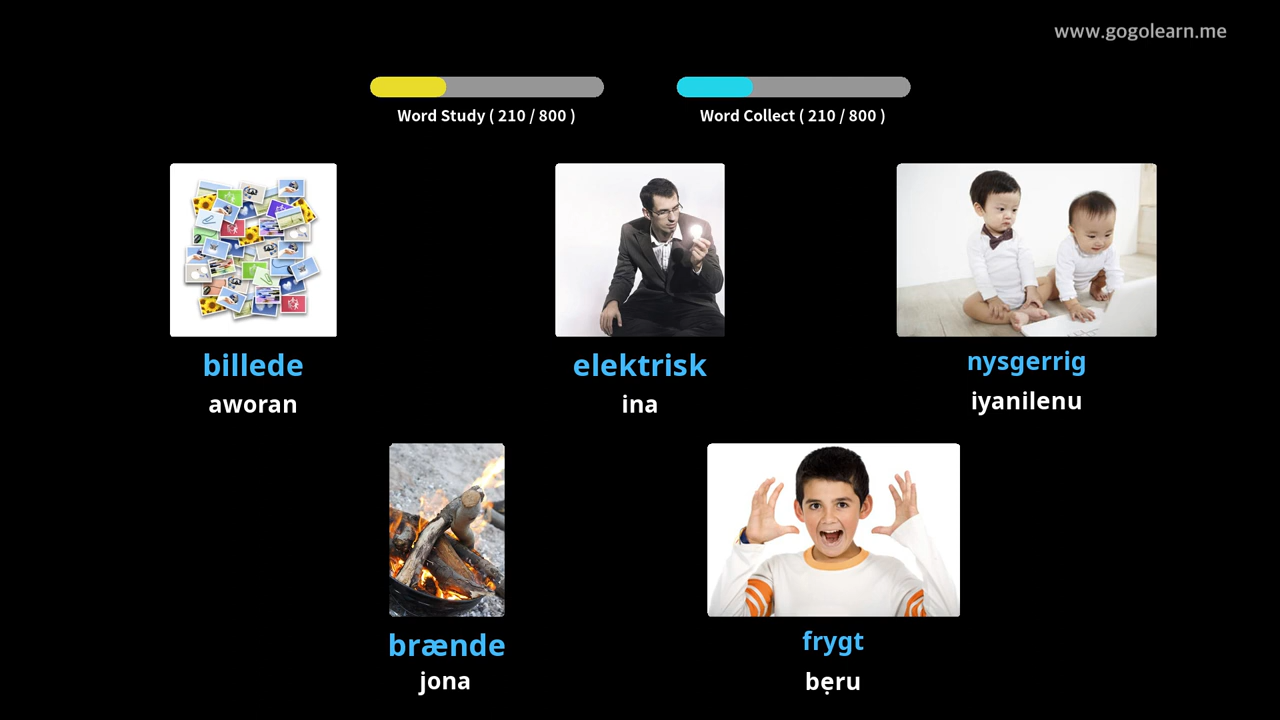 www.gogolearn.me
Word Study ( 210 / 800 )
Word Collect ( 210 / 800 )
billede
aworan
elektrisk
ina
nysgerrig
iyanilenu
brænde
jona
frygt
bẹru